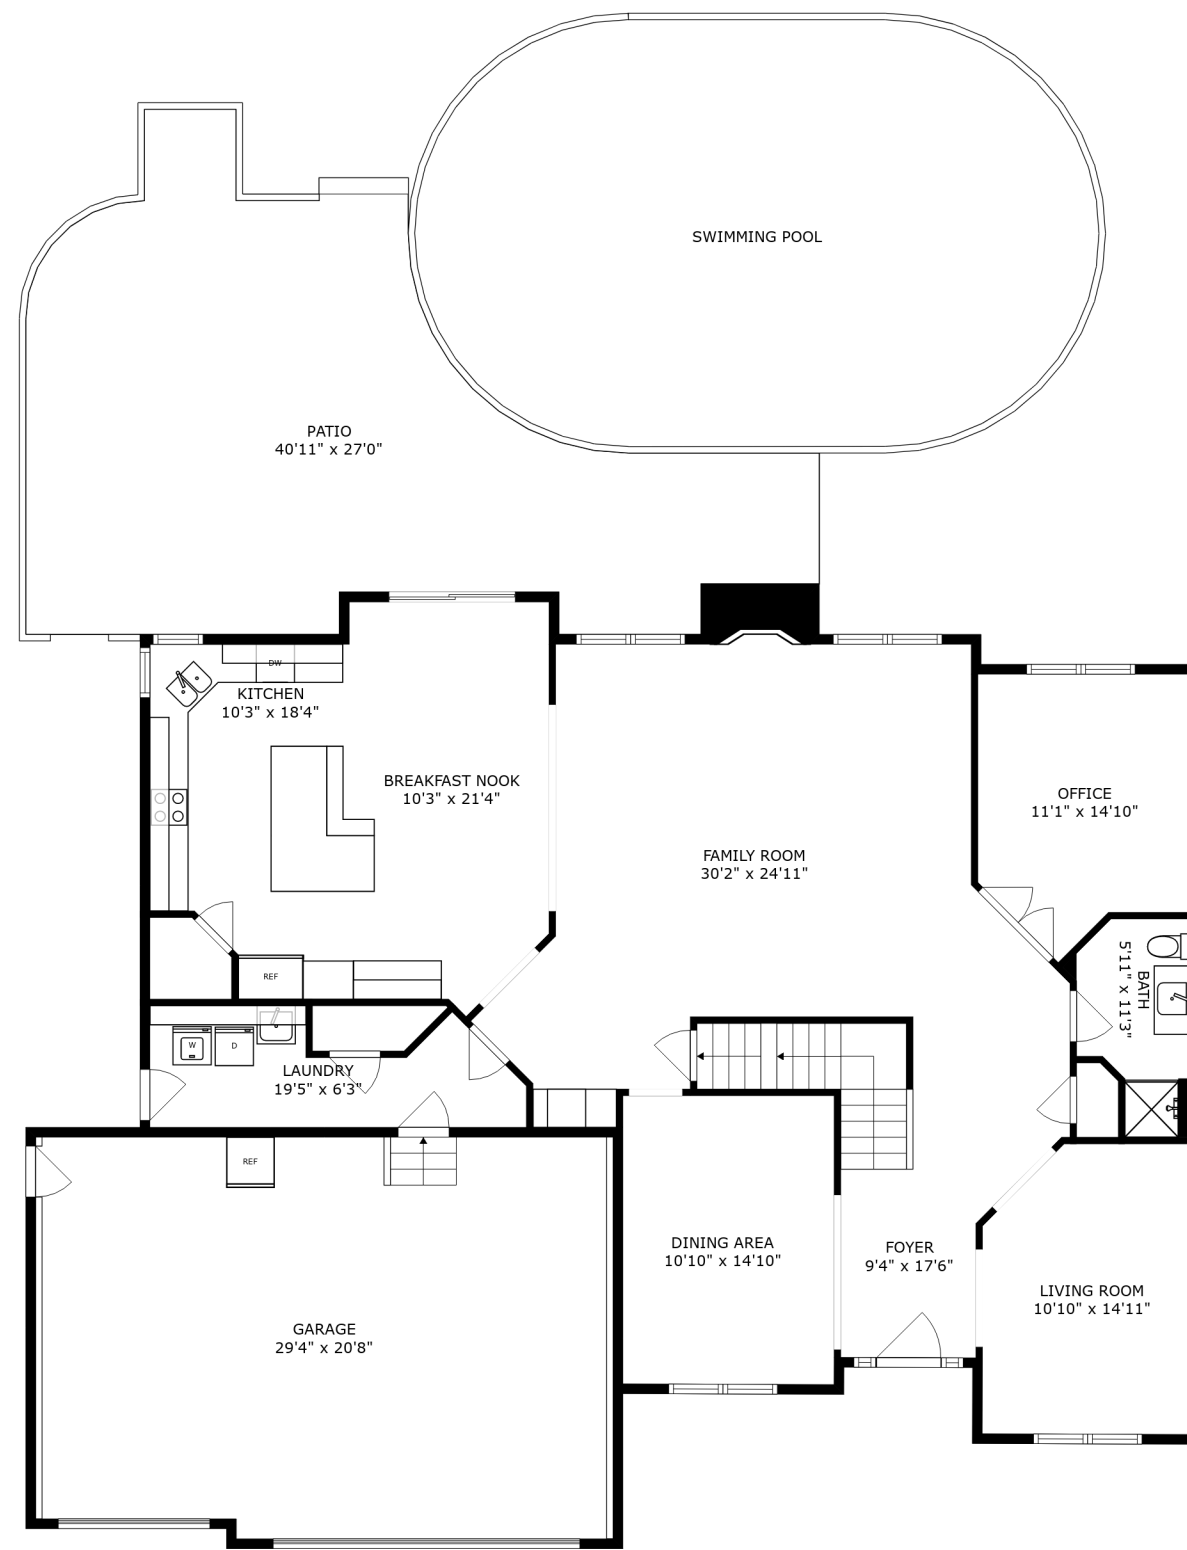 SWIMMING POOL
PATIO
40'11" x 27'0"
DW
KITCHEN
10'3" x 18'4"
BREAKFAST NOOK
10'3" x 21'4"
OFFICE
11'1" x 14'10"
FAMILY ROOM
30'2" x 24'11"
REF
BATH
5'11" x 11'3"
W
D
LAUNDRY
19'5" x 6'3"
REF
DINING AREA
10'10" x 14'10"
FOYER
9'4" x 17'6"
LIVING ROOM
10'10" x 14'11"
GARAGE
29'4" x 20'8"